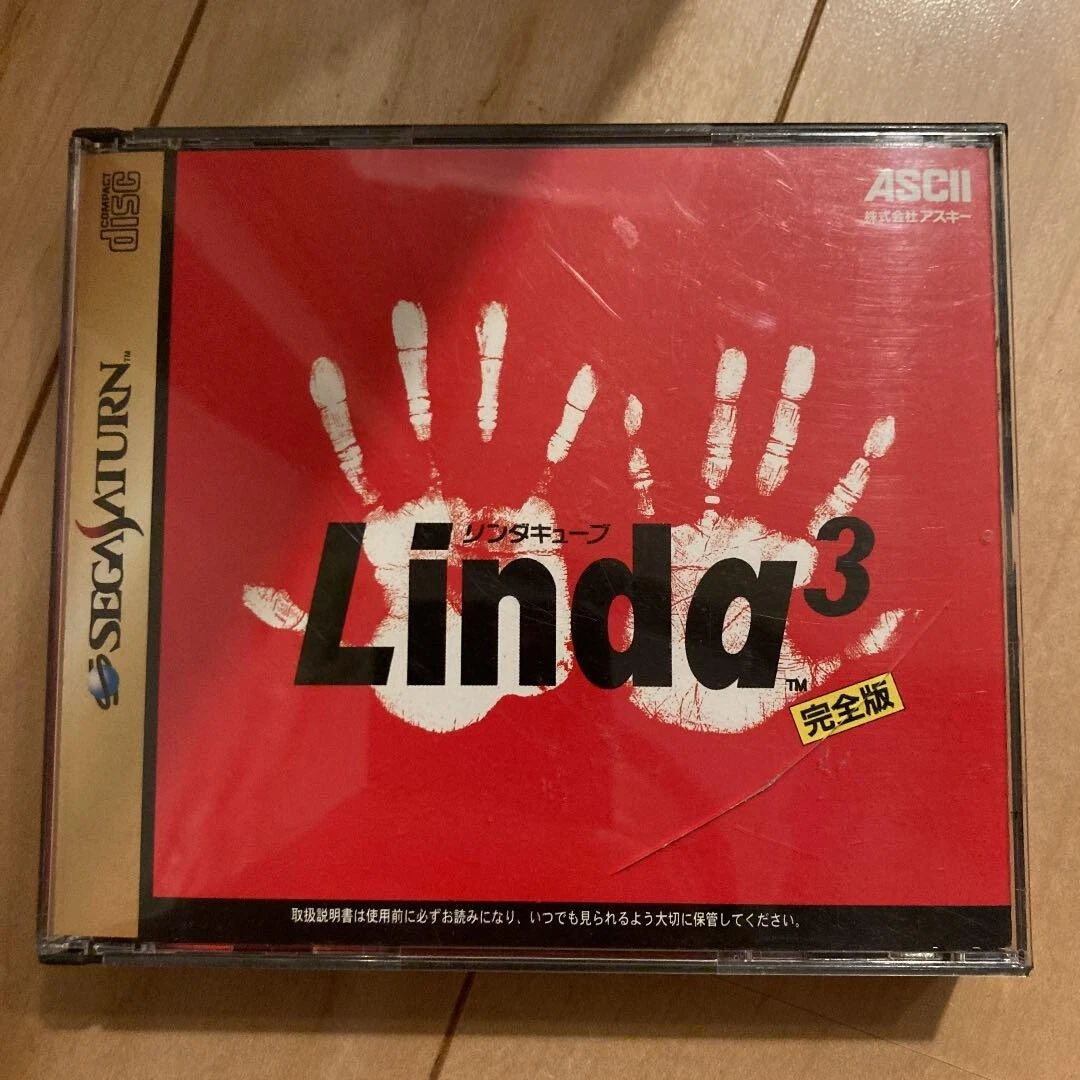 COMPACT
disc
SEGA SATURN™
ASCII
株式会社アスキー
リンダキューブ
Linda³™
完全版
取扱説明書は使用前に必ずお読みになり、いつでも見られるよう大切に保管してください。